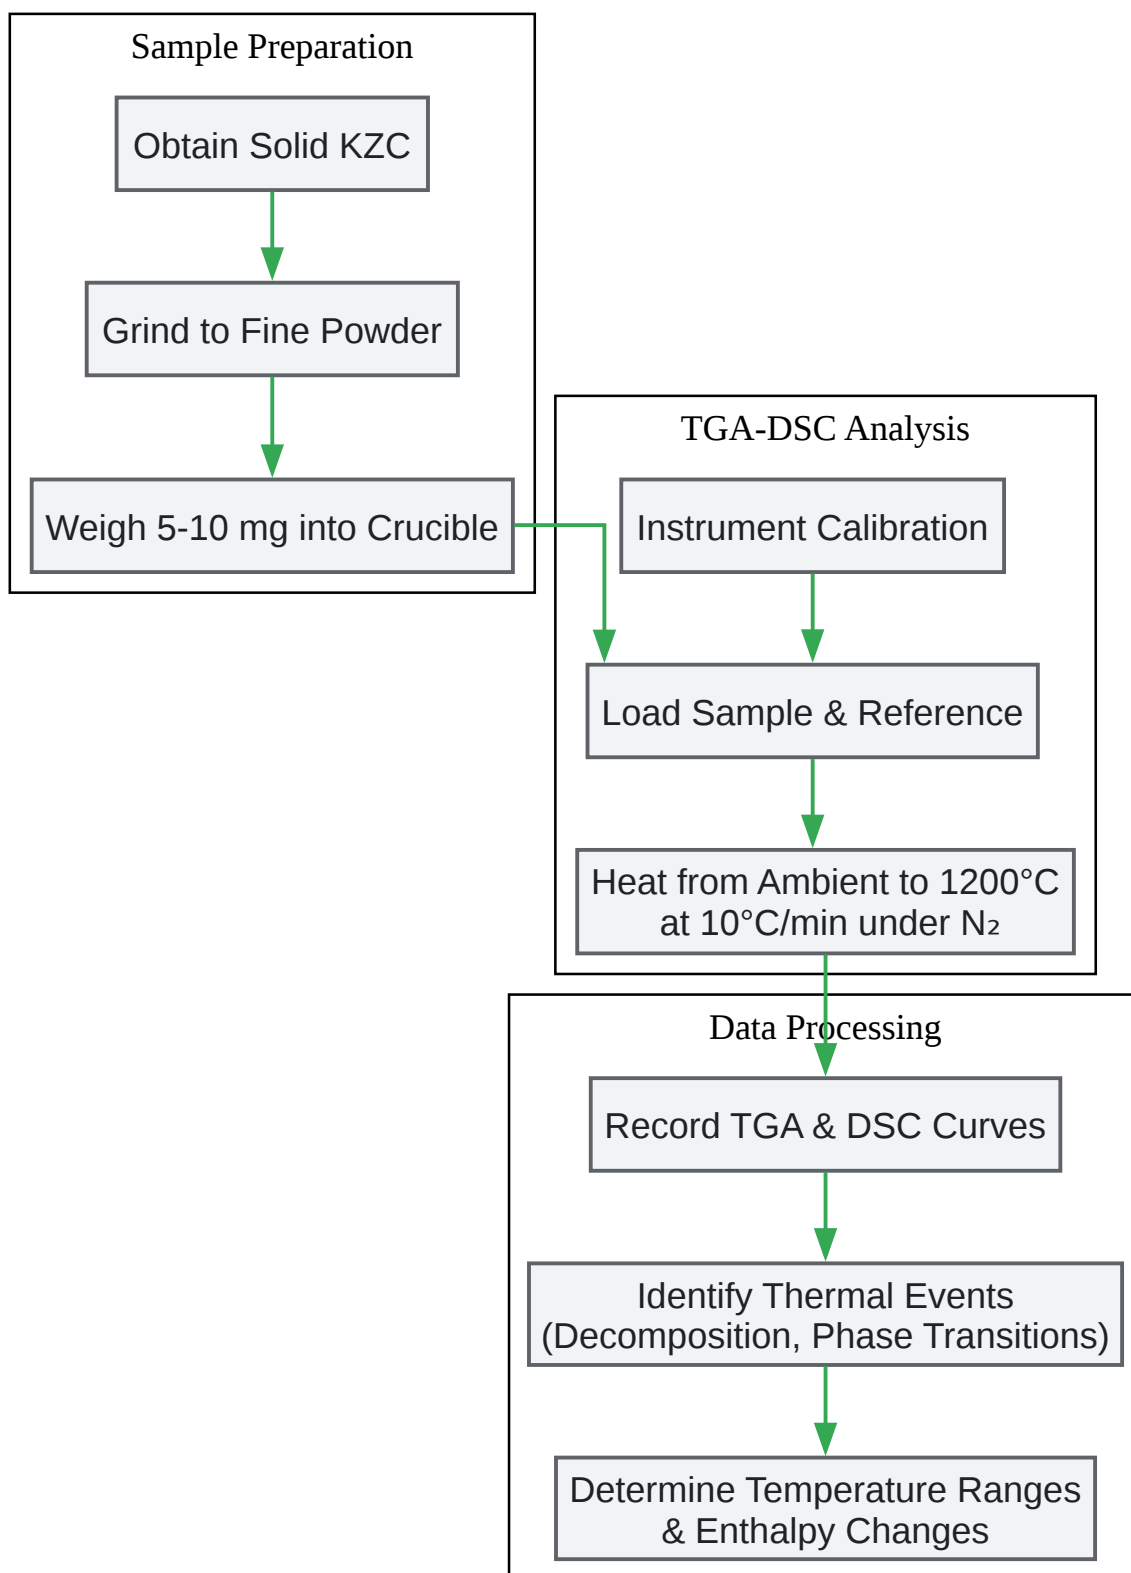 Sample Preparation
Obtain Solid KZC
Grind to Fine Powder
Weigh 5-10 mg into Crucible
TGA-DSC Analysis
Instrument Calibration
Load Sample & Reference
Heat from Ambient to 1200°C
at 10°C/min under N₂
Data Processing
Record TGA & DSC Curves
Identify Thermal Events
(Decomposition, Phase Transitions)
Determine Temperature Ranges
& Enthalpy Changes